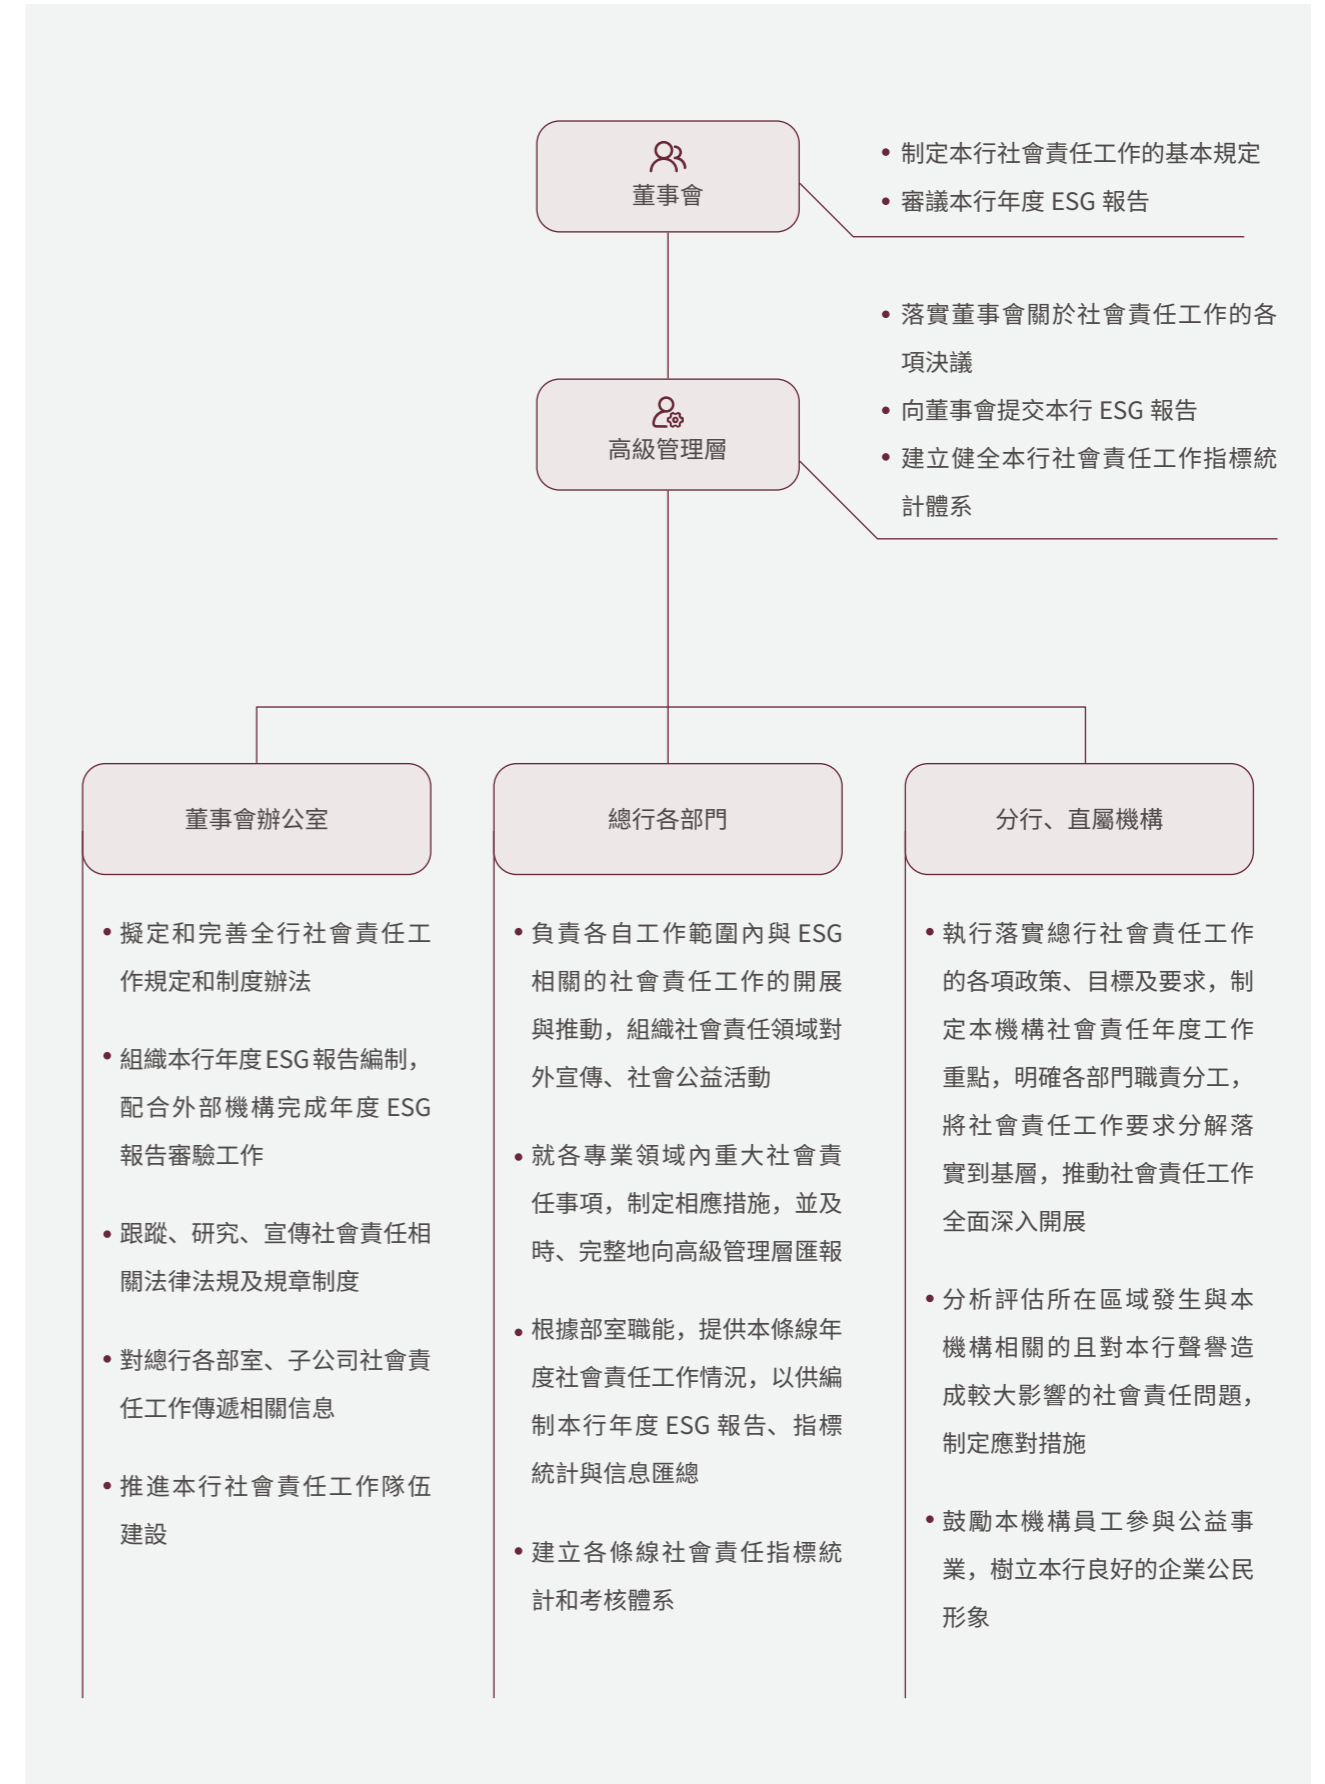 董事會
• 制定本行社會責任工作的基本規定
• 審議本行年度 ESG 報告
高級管理層
• 落實董事會關於社會責任工作的各
項決議
• 向董事會提交本行 ESG 報告
• 建立健全本行社會責任工作指標統
計體系
董事會辦公室
• 擬定和完善全行社會責任工
作規定和制度辦法
• 組織本行年度 ESG 報告編制，
配合外部機構完成年度 ESG
報告審驗工作
• 跟蹤、研究、宣傳社會責任相
關法律法規及規章制度
• 對總行各部室、子公司社會責
任工作傳遞相關信息
• 推進本行社會責任工作隊伍
建設
總行各部門
• 負責各自工作範圍內與 ESG
相關的社會責任工作的開展
與推動，組織社會責任領域對
外宣傳、社會公益活動
• 就各專業領域內重大社會責
任事項，制定相應措施，並及
時、完整地向高級管理層匯報
• 根據部室職能，提供本條線年
度社會責任工作情況，以供編
制本行年度 ESG 報告、指標
統計與信息匯總
• 建立各條線社會責任指標統
計和考核體系
分行、直屬機構
• 執行落實總行社會責任工作
的各項政策、目標及要求，制
定本機構社會責任年度工作
重點，明確各部門職責分工，
將社會責任工作要求分解落
實到基層，推動社會責任工作
全面深入開展
• 分析評估所在區域發生與本
機構相關的且對本行聲譽造
成較大影響的社會責任問題，
制定應對措施
• 鼓勵本機構員工參與公益事
業，樹立本行良好的企業公民
形象